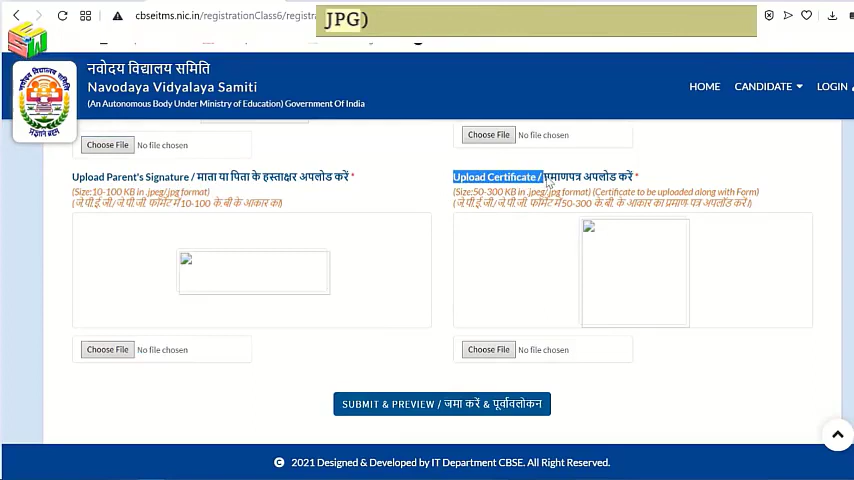 cbseitms.nic.in/registrationClass6/registra
JPG)
नवोदय विद्यालय समिति
Navodaya Vidyalaya Samiti
(An Autonomous Body Under Ministry of Education) Government Of India
HOME CANDIDATE LOGIN
Choose File No file chosen
Choose File No file chosen
Upload Parent's Signature / माता या पिता के हस्ताक्षर अपलोड करें *
(Size:10-100 KB in .jpeg/jpg format)
(जे.पी.ई.जी/जे.पी.जी. फॉर्मेट में 10-100 के.बी के आकार का)
Upload Certificate / प्रमाणपत्र अपलोड करें *
(Size:50-300 KB in .jpeg/jpg format) (Certificate to be uploaded along with Form)
(जे.पी.ई.जी/जे.पी.जी. फॉर्मेट में 50-300 के.बी. के आकार का प्रमाण-पत्र अपलोड करें।)
Choose File No file chosen
Choose File No file chosen
SUBMIT & PREVIEW / जमा करें & पूर्वावलोकन
2021 Designed & Developed by IT Department CBSE. All Right Reserved.